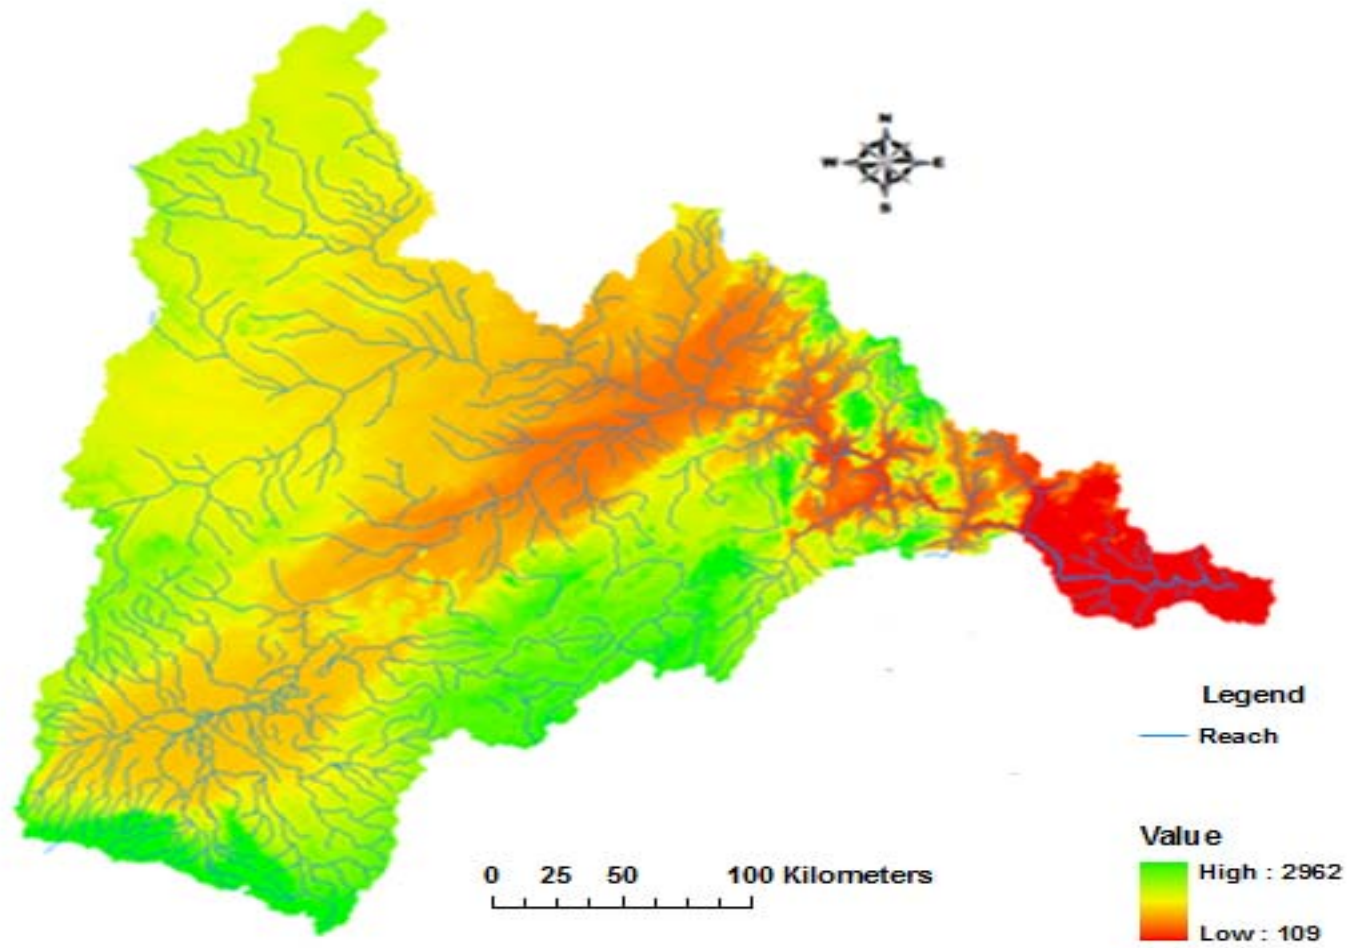 N
W E
S
Legend
Reach
Value
High : 2962
Low : 109
0 25 50 100 Kilometers